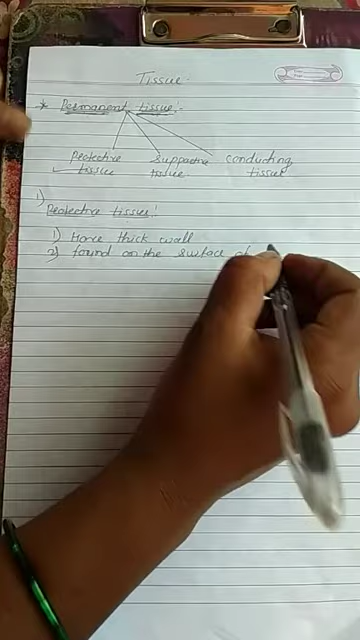 Tissue
* Permanent tissue:-
Protective suppactive conducting
tissue tissue tissue
1)
Protective tissue:
1) Have thick wall
2) found on the surface of